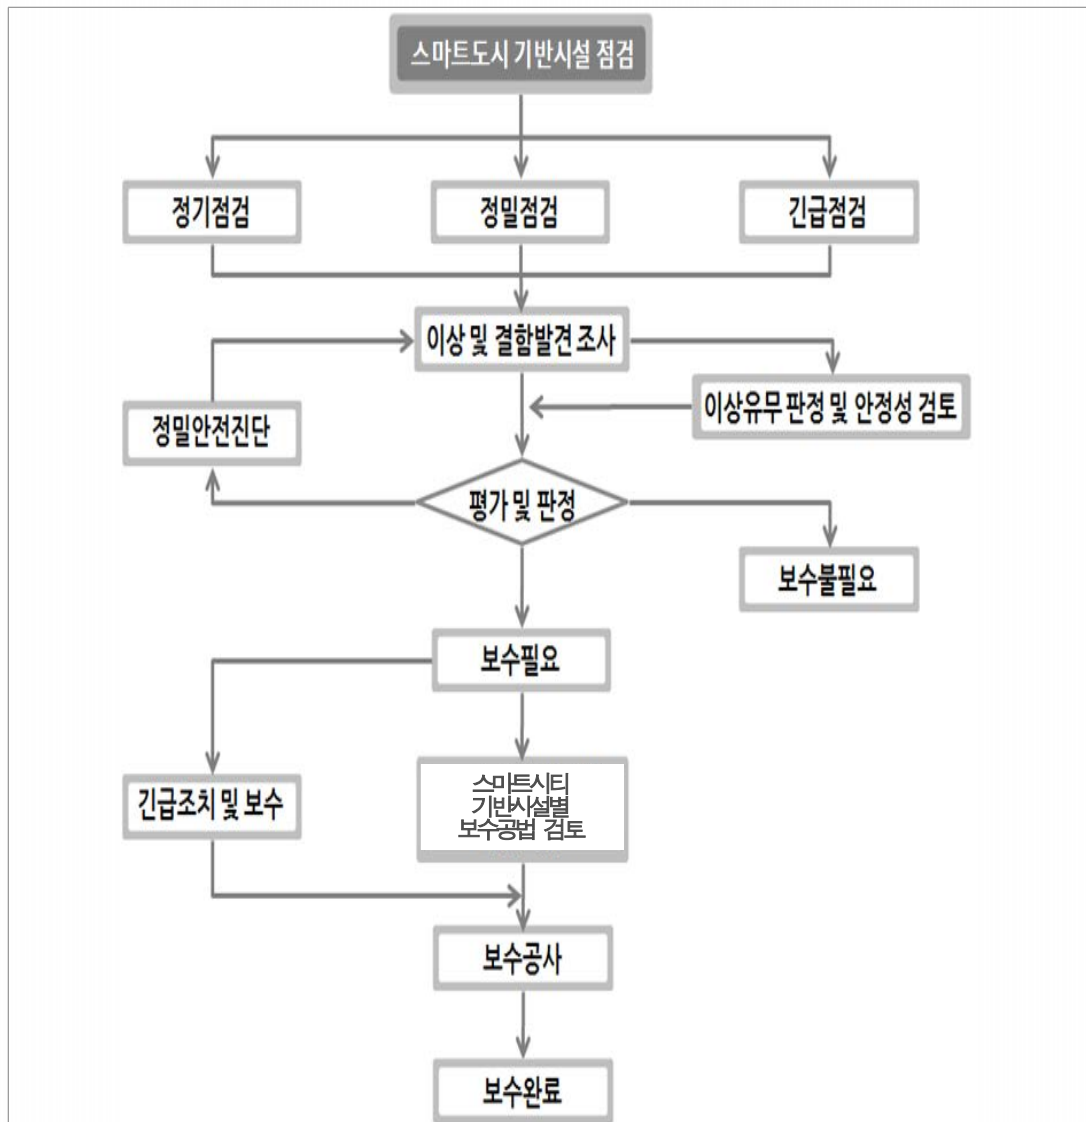 스마트도시 기반시설 점검
정기점검
정밀점검
긴급점검
이상 및 결함발견 조사
이상유무 판정 및 안정성 검토
정밀안전진단
평가 및 판정
보수불필요
보수필요
긴급조치 및 보수
스마트시티
기반시설별
보수공법 검토
보수공사
보수완료